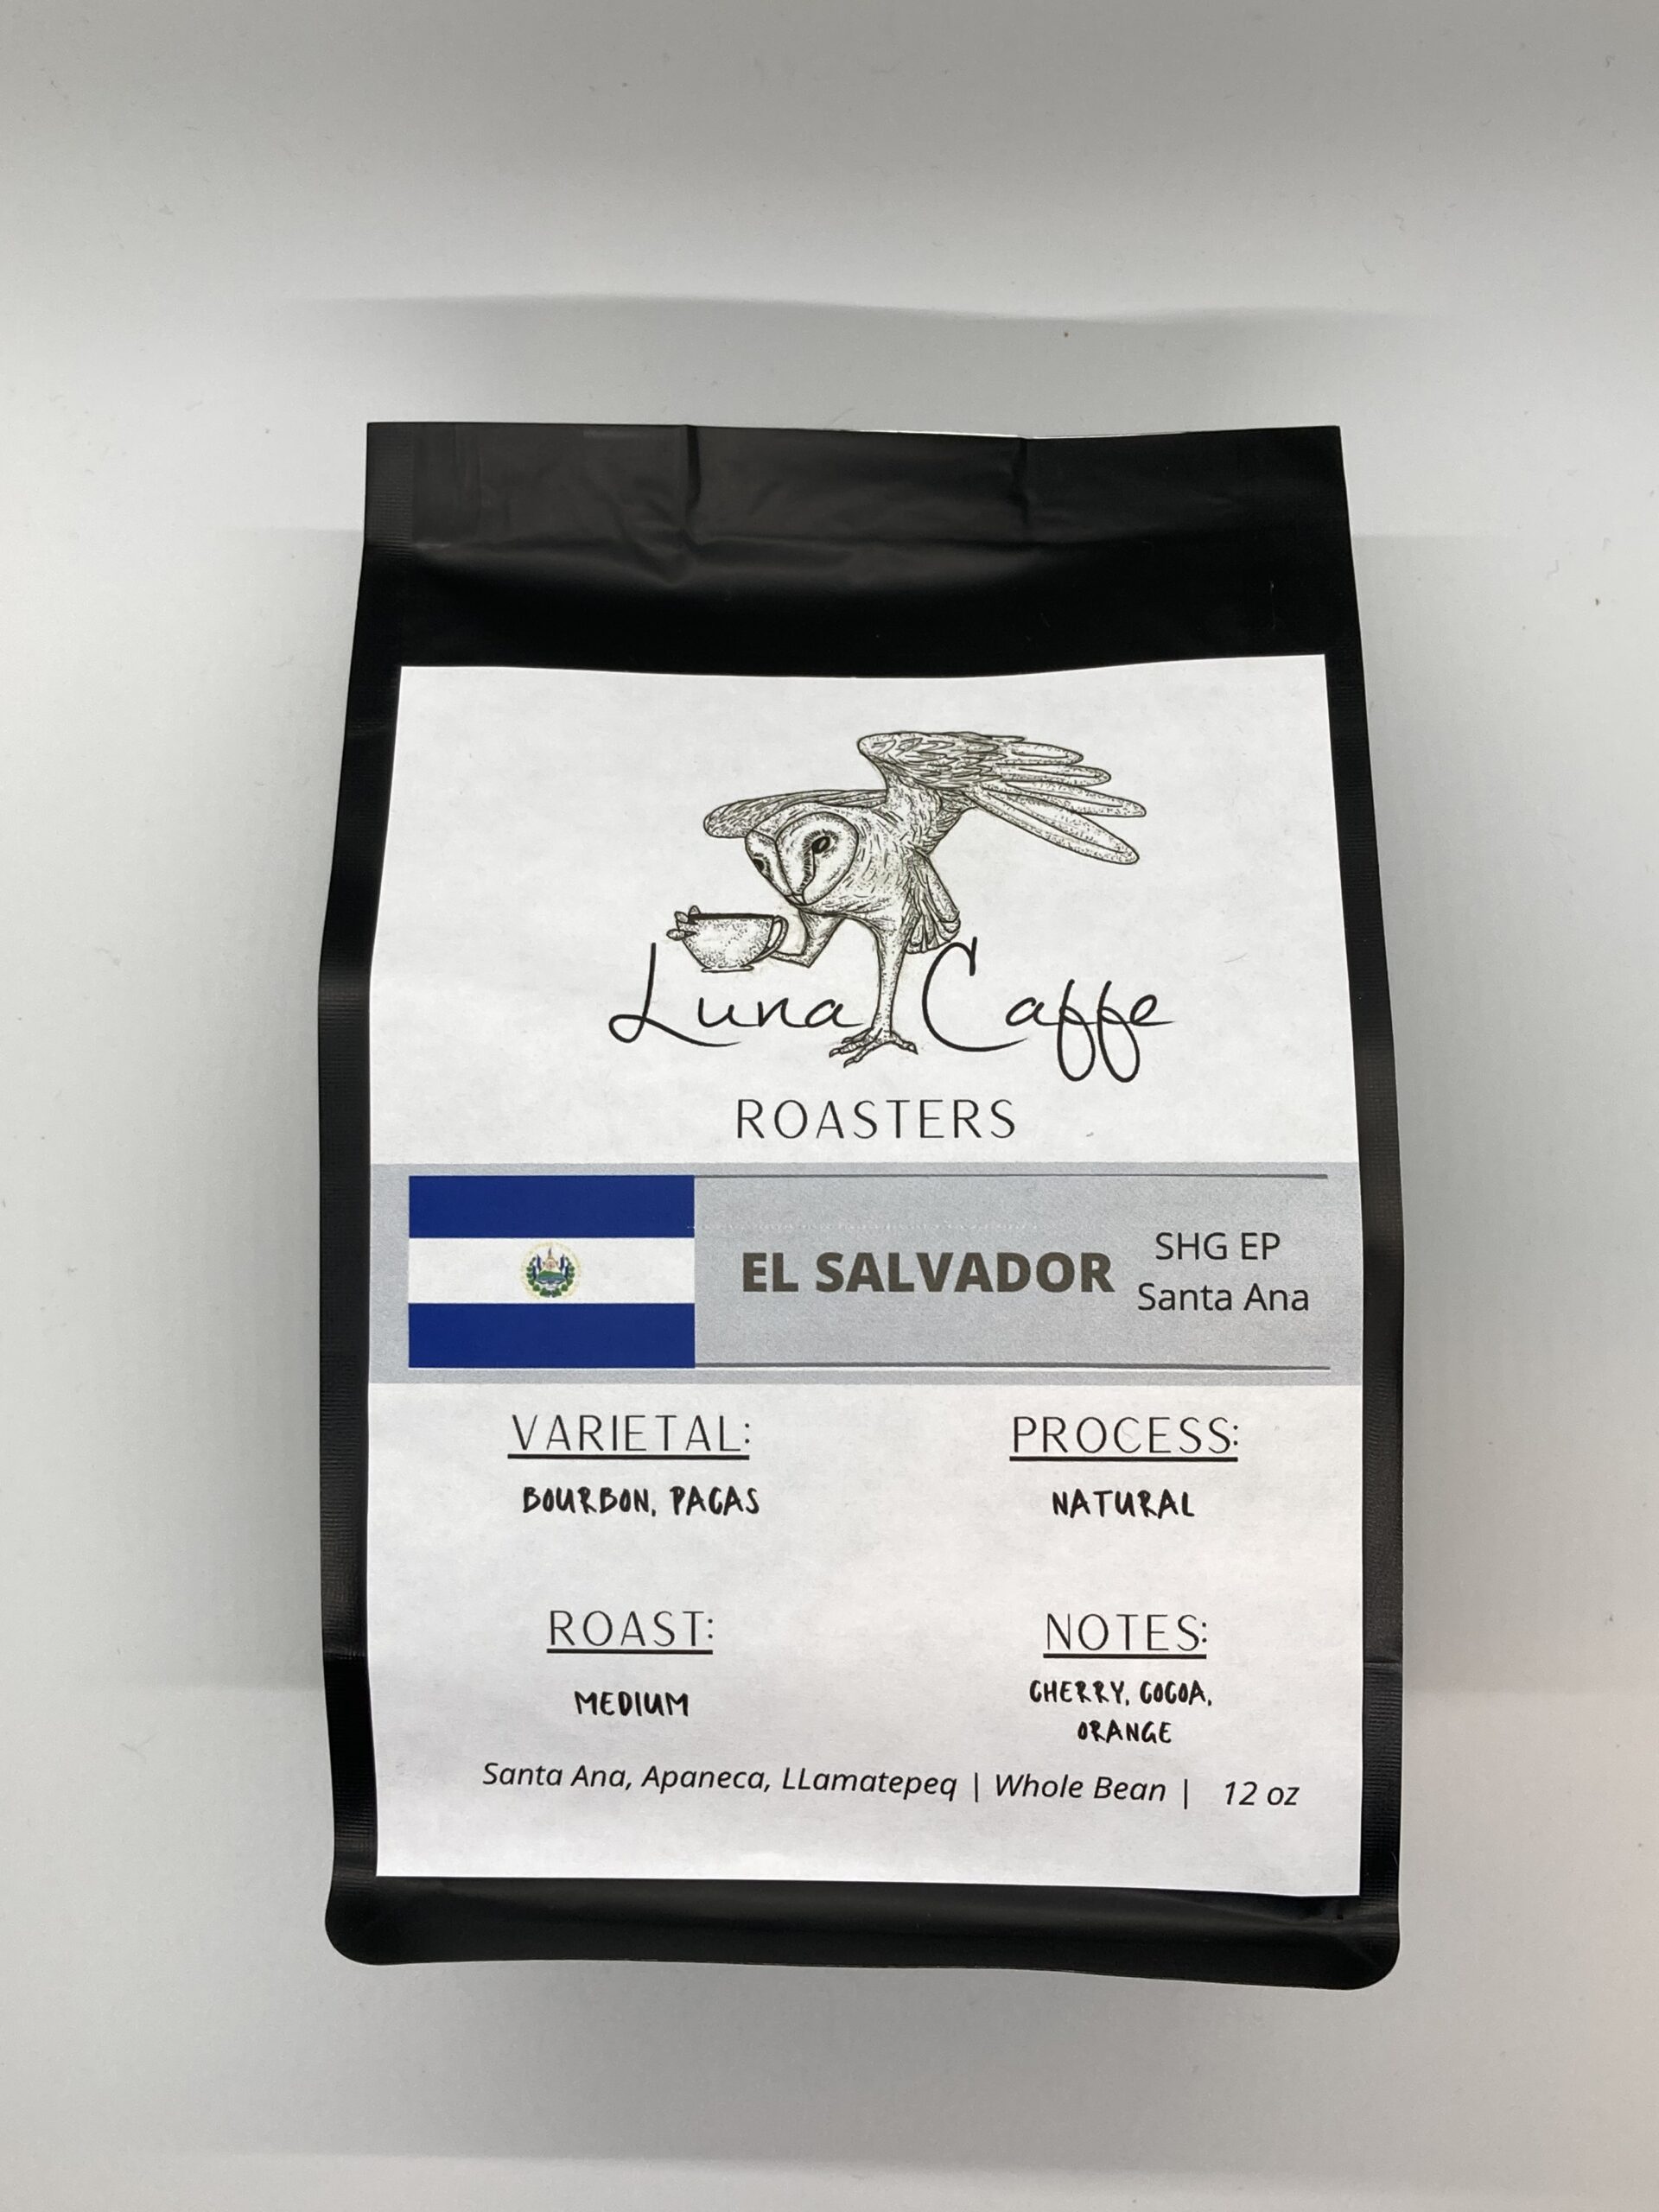 Luna Caffe
ROASTERS
EL SALVADOR
SHG EP
Santa Ana
VARIETAL:
BOURBON, PACAS
PROCESS:
NATURAL
ROAST:
MEDIUM
NOTES:
CHERRY, COCOA,
ORANGE
Santa Ana, Apaneca, LLamatepeq | Whole Bean | 12 oz